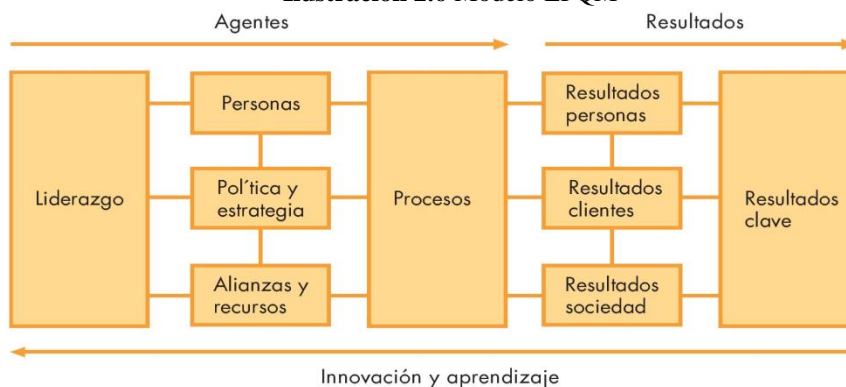 Agentes
Resultados
Liderazgo
Personas
Pol´tica y
estrategia
Alianzas y
recursos
Procesos
Resultados
personas
Resultados
clientes
Resultados
sociedad
Resultados
clave
Innovación y aprendizaje